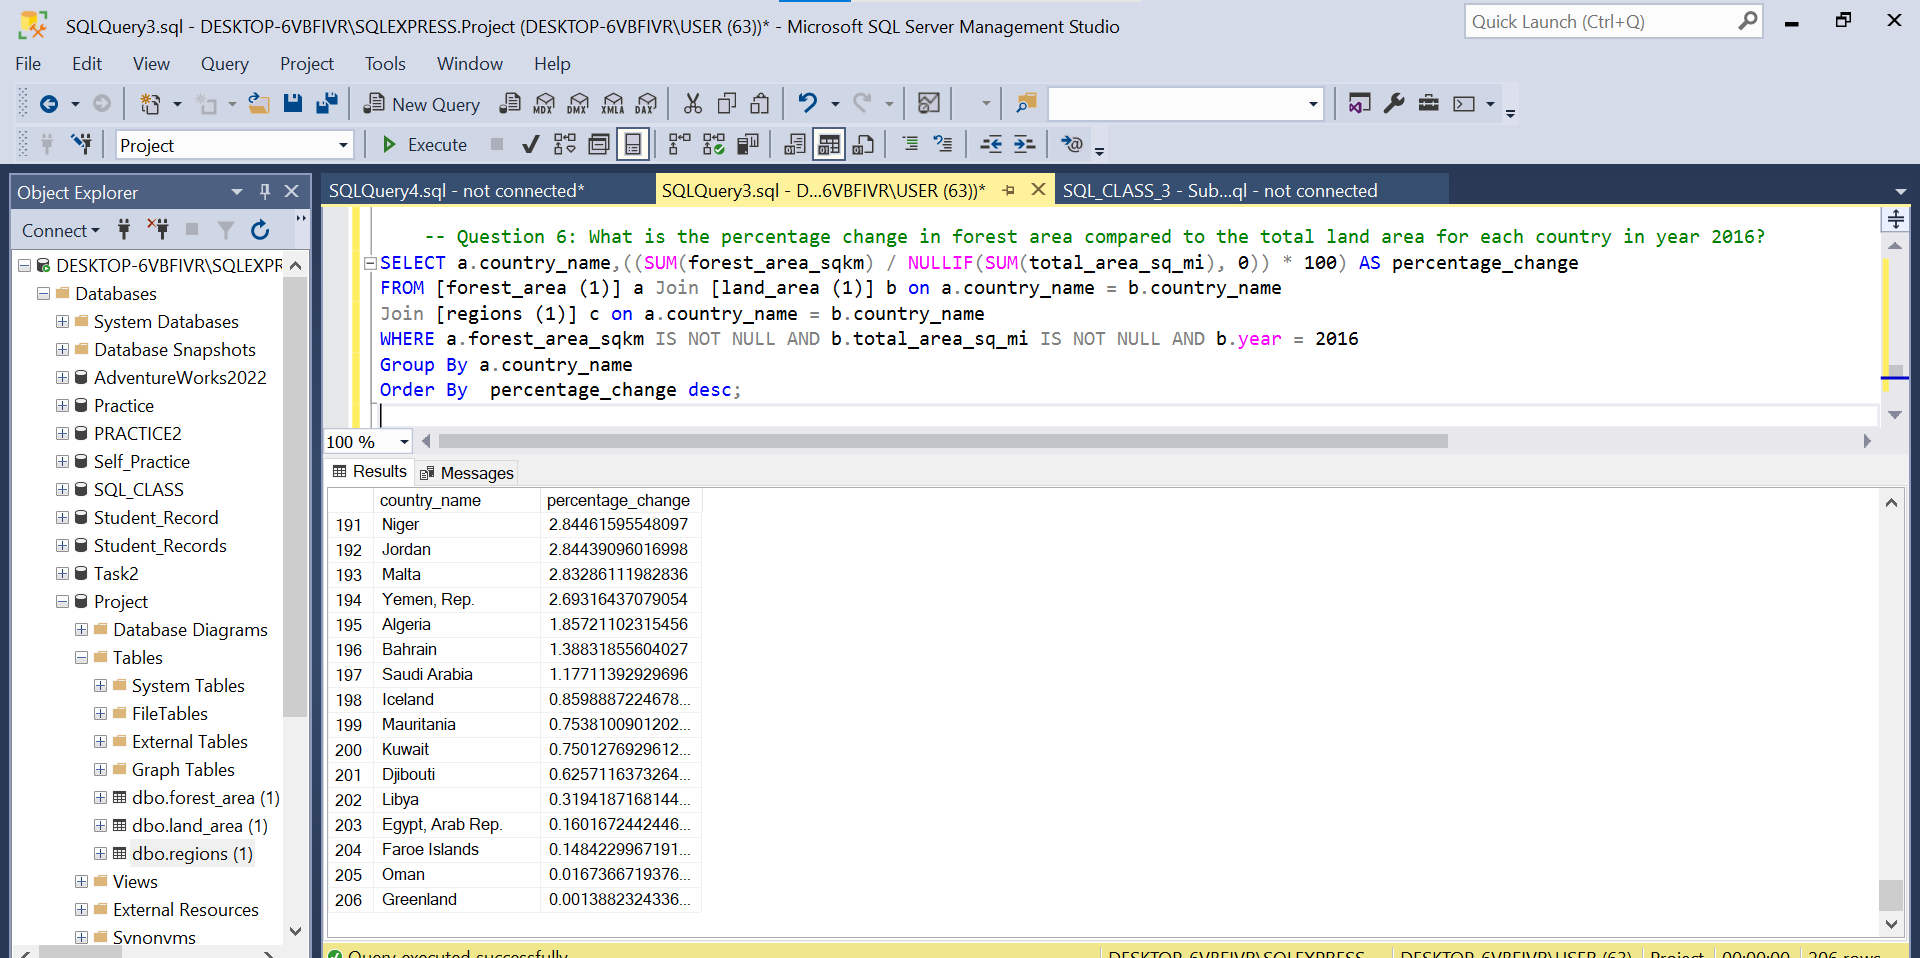 SQLQuery3.sql - DESKTOP-6VBFIVR\SQLEXPRESS.Project (DESKTOP-6VBFIVR\USER (63))* - Microsoft SQL Server Management Studio
Quick Launch (Ctrl+Q)
File Edit View Query Project Tools Window Help
New Query MDX DMX XMLA DAX
Project Execute
Object Explorer
SQLQuery4.sql - not connected* SQLQuery3.sql - D...6VBFIVR\USER (63))* SQL_CLASS_3 - Sub...ql - not connected
Connect
DESKTOP-6VBFIVR\SQLEXPR
Databases
System Databases
Database Snapshots
AdventureWorks2022
Practice
PRACTICE2
Self_Practice
SQL_CLASS
Student_Record
Student_Records
Task2
Project
Database Diagrams
Tables
System Tables
FileTables
External Tables
Graph Tables
dbo.forest_area (1)
dbo.land_area (1)
dbo.regions (1)
Views
External Resources
Synonyms
-- Question 6: What is the percentage change in forest area compared to the total land area for each country in year 2016?
SELECT a.country_name,((SUM(forest_area_sqkm) / NULLIF(SUM(total_area_sq_mi), 0)) * 100) AS percentage_change
FROM [forest_area (1)] a Join [land_area (1)] b on a.country_name = b.country_name
Join [regions (1)] c on a.country_name = b.country_name
WHERE a.forest_area_sqkm IS NOT NULL AND b.total_area_sq_mi IS NOT NULL AND b.year = 2016
Group By a.country_name
Order By percentage_change desc;
100 %
Results Messages
country_name percentage_change
191 Niger 2.84461595548097
192 Jordan 2.84439096016998
193 Malta 2.83286111982836
194 Yemen, Rep. 2.69316437079054
195 Algeria 1.85721102315456
196 Bahrain 1.38831855604027
197 Saudi Arabia 1.17711392929696
198 Iceland 0.8598887224678...
199 Mauritania 0.7538100901202...
200 Kuwait 0.7501276929612...
201 Djibouti 0.6257116373264...
202 Libya 0.3194187168144...
203 Egypt, Arab Rep. 0.1601672442446...
204 Faroe Islands 0.1484229967191...
205 Oman 0.0167366719376...
206 Greenland 0.0013882324336...
Query executed successfully DESKTOP-6VBFIVR\SQLEXPRESS DESKTOP-6VBFIVR\USER (63) Project 00:00:00 206 rows